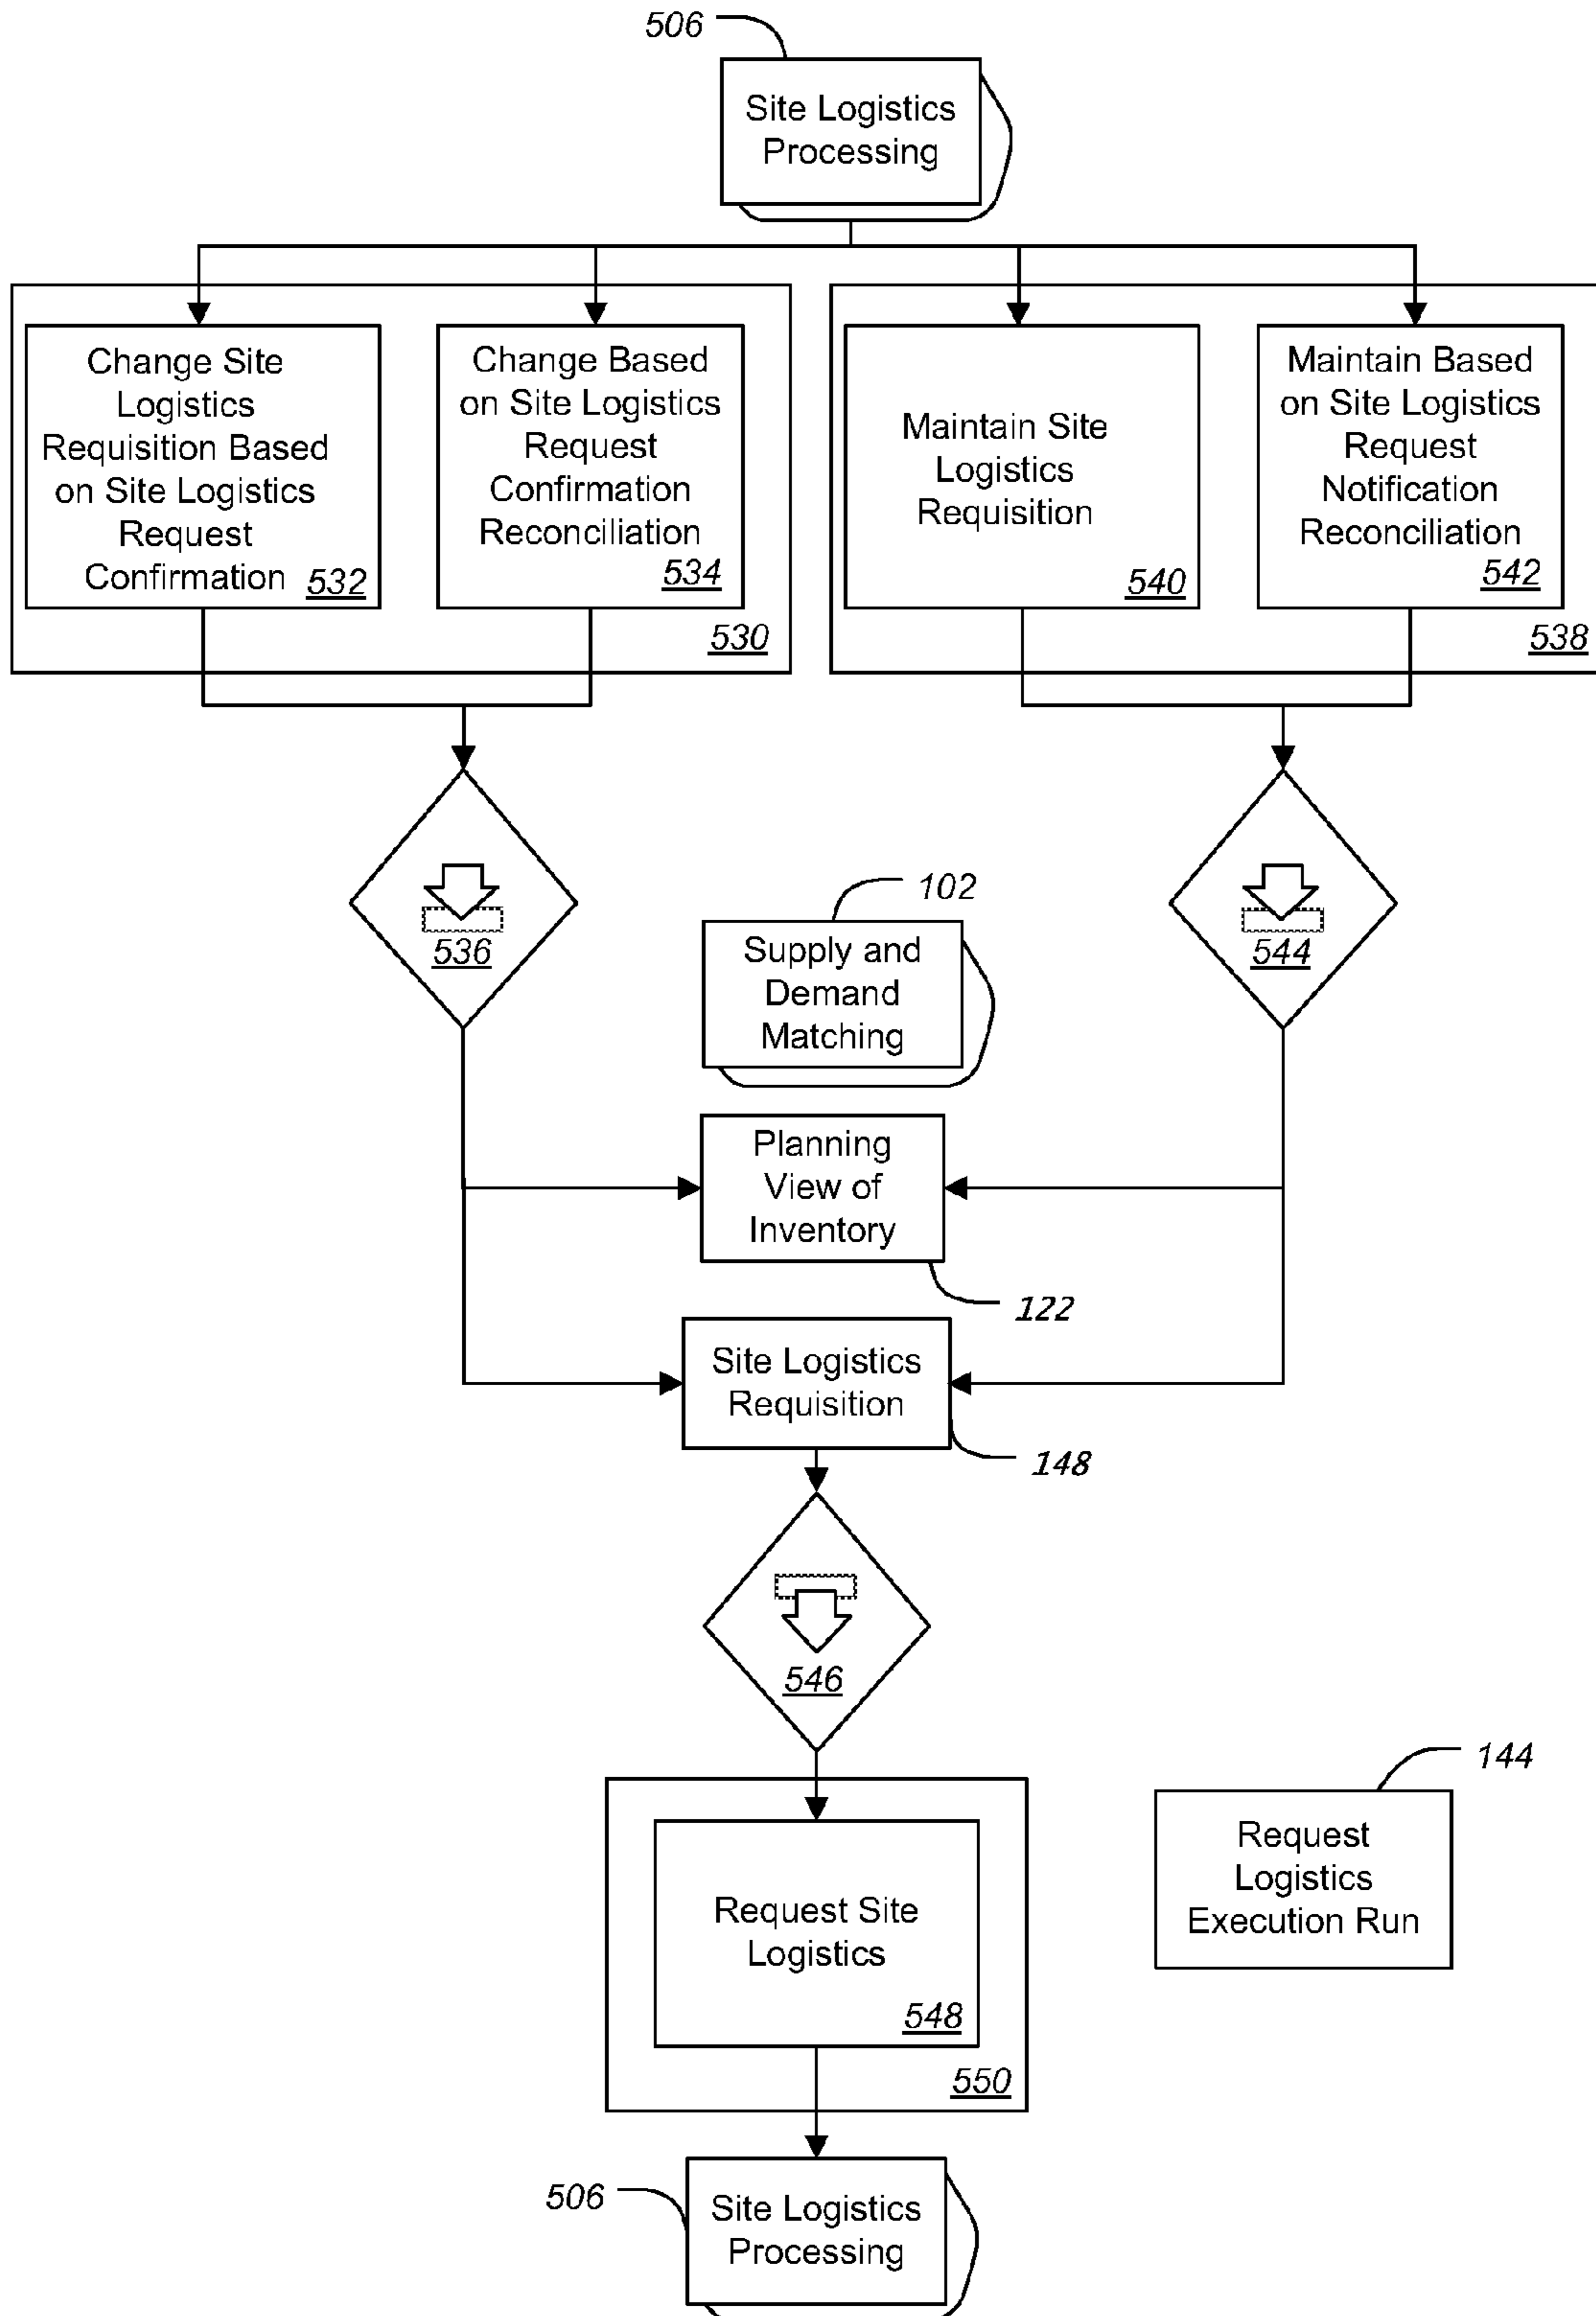 506
Site Logistics
Processing
Change Site
Logistics
Requisition Based
on Site Logistics
Request
Confirmation
532
Change Based
on Site Logistics
Request
Confirmation
Reconciliation
534
530
Maintain Site
Logistics
Requisition
540
Maintain Based
on Site Logistics
Request
Notification
Reconciliation
542
538
536
544
102
Supply and
Demand
Matching
Planning
View of
Inventory
122
Site Logistics
Requisition
148
546
144
Request
Logistics
Execution Run
Request Site
Logistics
548
550
506
Site Logistics
Processing